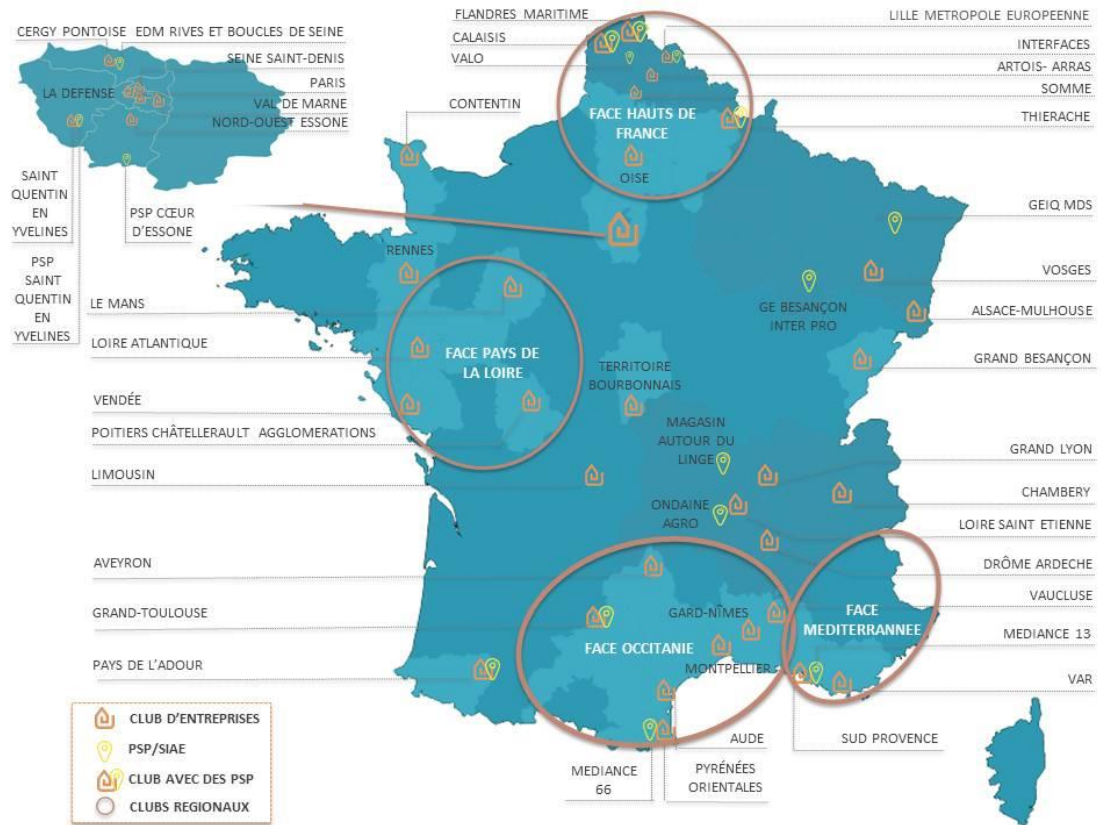 FLANDRES MARITIME
CALAISIS
VALO
LILLE METROPOLE EUROPEENNE
INTERFACES
ARTOIS- ARRAS
SOMME
THIERACHE
CERGY PONTOISE
EDM RIVES ET BOUCLES DE SEINE
SEINE SAINT-DENIS
LA DEFENSE
PARIS
VAL DE MARNE
NORD-OUEST ESSONE
SAINT
QUENTIN
EN
YVELINES
PSP CŒUR
D'ESSONE
PSP
SAINT
QUENTIN
EN
YVELINES
CONTENTIN
FACE HAUTS DE
FRANCE
OISE
GEIQ MDS
VOSGES
GE BESANÇON
INTER PRO
ALSACE-MULHOUSE
GRAND BESANÇON
RENNES
LE MANS
LOIRE ATLANTIQUE
FACE PAYS DE
LA LOIRE
VENDÉE
POITIERS CHÂTELLERAULT AGGLOMERATIONS
LIMOUSIN
TERRITOIRE
BOURBONNAIS
MAGASIN
AUTOUR DU
LINGE
GRAND LYON
CHAMBERY
ONDAINE
AGRO
LOIRE SAINT ETIENNE
DRÔME ARDECHE
AVEYRON
GRAND-TOULOUSE
PAYS DE L'ADOUR
GARD-NÎMES
FACE OCCITANIE
MONTPELLIER
VAUCLUSE
FACE
MEDITERRANNEE
MEDIANCE 13
VAR
SUD PROVENCE
AUDE
PYRÉNÉES
ORIENTALES
MEDIANCE
66
CLUB D'ENTREPRISES
PSP/SIAE
CLUB AVEC DES PSP
CLUBS REGIONAUX